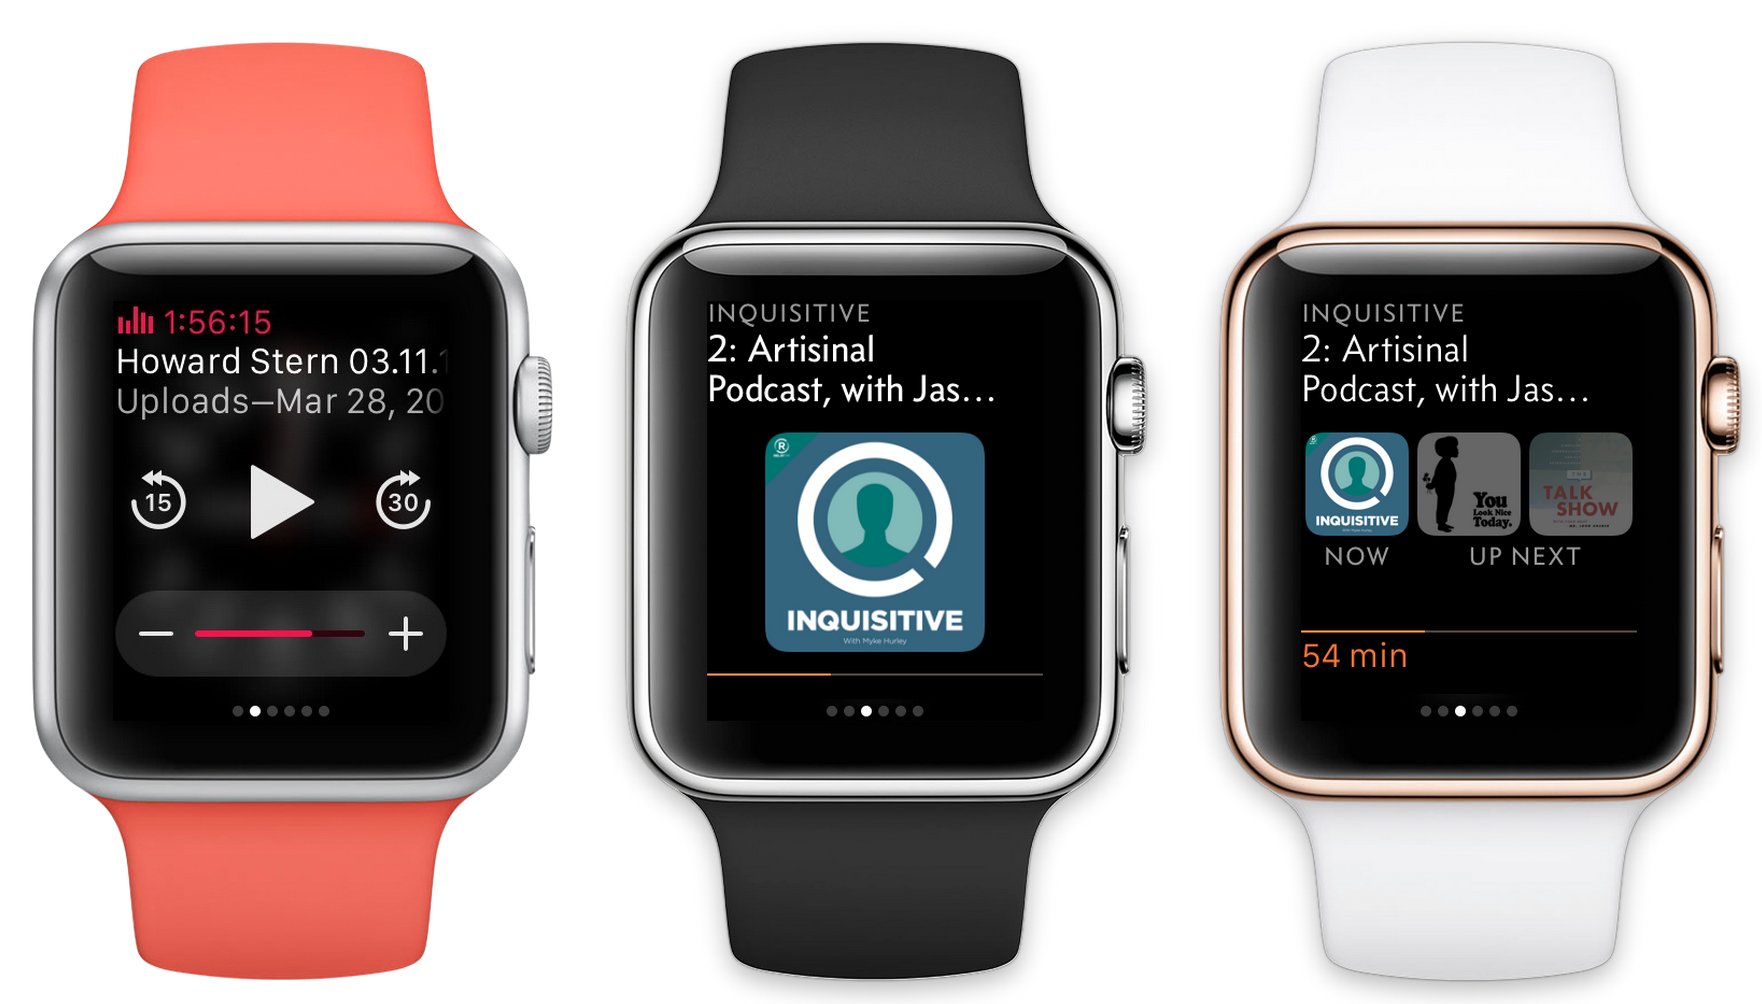 1:56:15
Howard Stern 03.11.
Uploads—Mar 28, 20
15
30
INQUISITIVE
2: Artisinal
Podcast, with Jas...
R
INQUISITIVE
With Myke Hurley
INQUISITIVE
2: Artisinal
Podcast, with Jas...
INQUISITIVE
You
Look Nice
Today.
THE
TALK
SHOW
NOW
UP NEXT
54 min